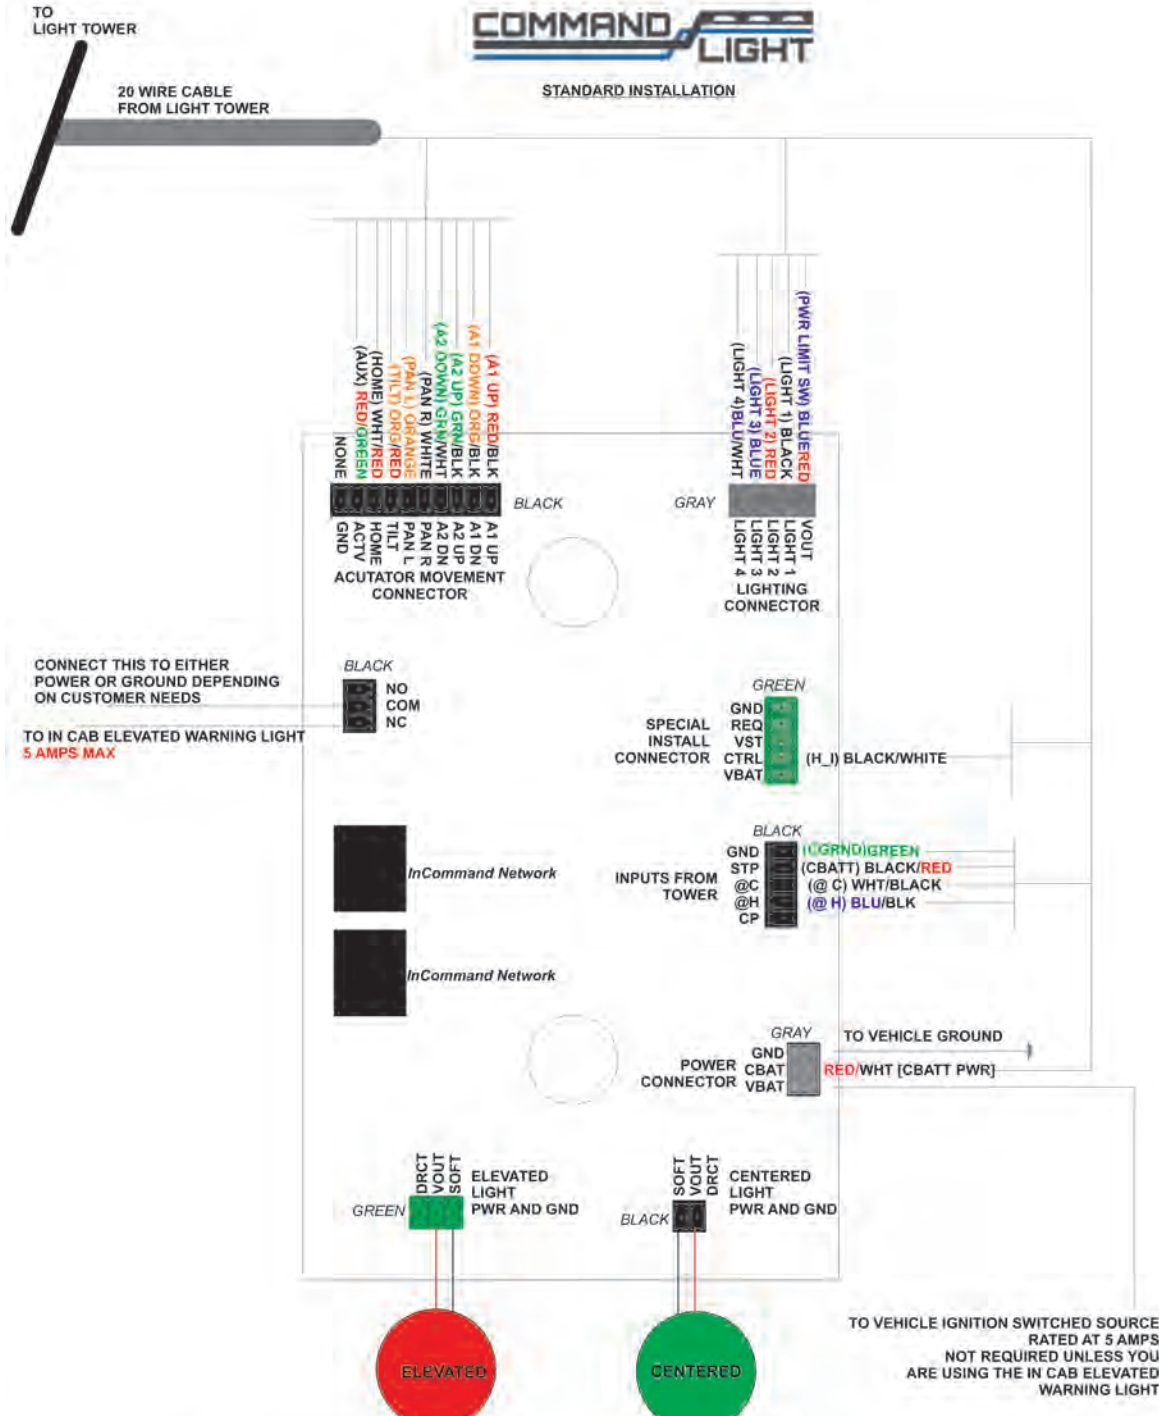 TO
LIGHT TOWER
COMMAND
LIGHT
STANDARD INSTALLATION
20 WIRE CABLE
FROM LIGHT TOWER
NONE
(AUX) RED/GREEN
(HOME) WHT/RED
(TILT) ORG/RED
(PAN L) ORANGE
(PAN R) WHITE
(A2 DOWN) GRN/WHT
(A2 UP) GRN/BLK
(A1 DOWN) ORG/BLK
(A1 UP) RED/BLK
BLACK
GND
ACTV
HOME
TILT
PAN L
PAN R
A2 DN
A2 UP
A1 DN
A1 UP
ACUTATOR MOVEMENT
CONNECTOR
(LIGHT 4)BLU/WHT
(LIGHT 3) BLUE
(LIGHT 2) RED
(LIGHT 1) BLACK
(PWR LIMIT SW) BLUERED
GRAY
LIGHT 4
LIGHT 3
LIGHT 2
LIGHT 1
VOUT
LIGHTING
CONNECTOR
CONNECT THIS TO EITHER
POWER OR GROUND DEPENDING
ON CUSTOMER NEEDS
BLACK
NO
COM
NC
TO IN CAB ELEVATED WARNING LIGHT
5 AMPS MAX
GREEN
SPECIAL
INSTALL
CONNECTOR
GND
REQ
VST
CTRL
VBAT
(H_I) BLACK/WHITE
BLACK
INPUTS FROM
TOWER
GND
STP
@C
@H
CP
(CGRND)GREEN
(CBATT) BLACK/RED
(@ C) WHT/BLACK
(@ H) BLU/BLK
InCommand Network
InCommand Network
GRAY
POWER
CONNECTOR
GND
CBAT
VBAT
TO VEHICLE GROUND
RED/WHT [CBATT PWR]
DRCT
VOUT
SOFT
ELEVATED
LIGHT
PWR AND GND
GREEN
SOFT
VOUT
DRCT
CENTERED
LIGHT
PWR AND GND
BLACK
ELEVATED
CENTERED
TO VEHICLE IGNITION SWITCHED SOURCE
RATED AT 5 AMPS
NOT REQUIRED UNLESS YOU
ARE USING THE IN CAB ELEVATED
WARNING LIGHT